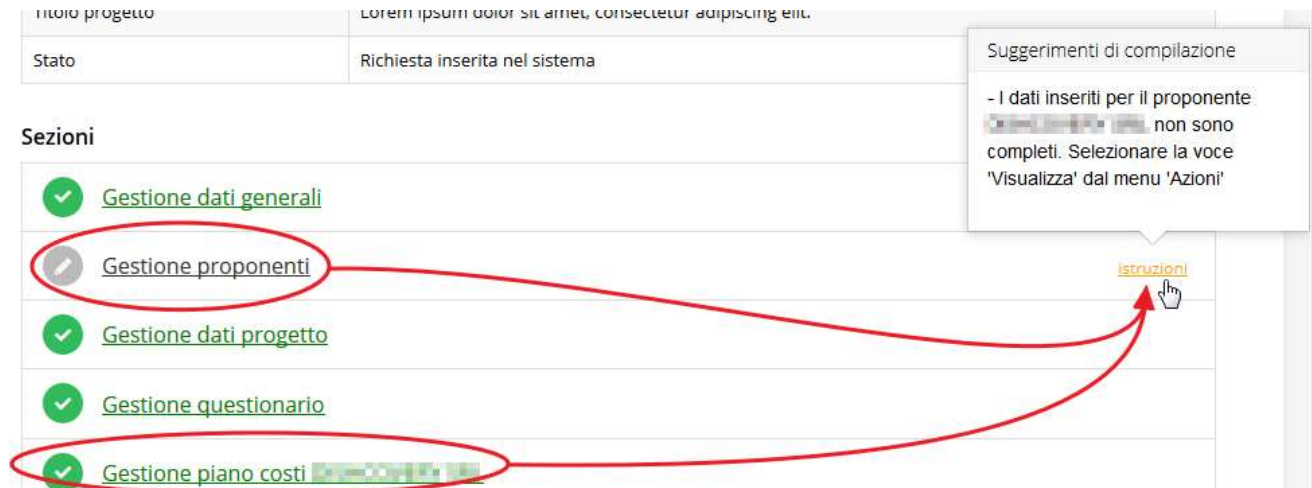 Titolo progetto
Lorem ipsum dolor sit amet, consectetur adipiscing elit.
Stato
Richiesta inserita nel sistema
Suggerimenti di compilazione
- I dati inseriti per il proponente
non sono
completi. Selezionare la voce
'Visualizza' dal menu 'Azioni'
Sezioni
Gestione dati generali
Gestione proponenti
istruzioni
Gestione dati progetto
Gestione questionario
Gestione piano costi